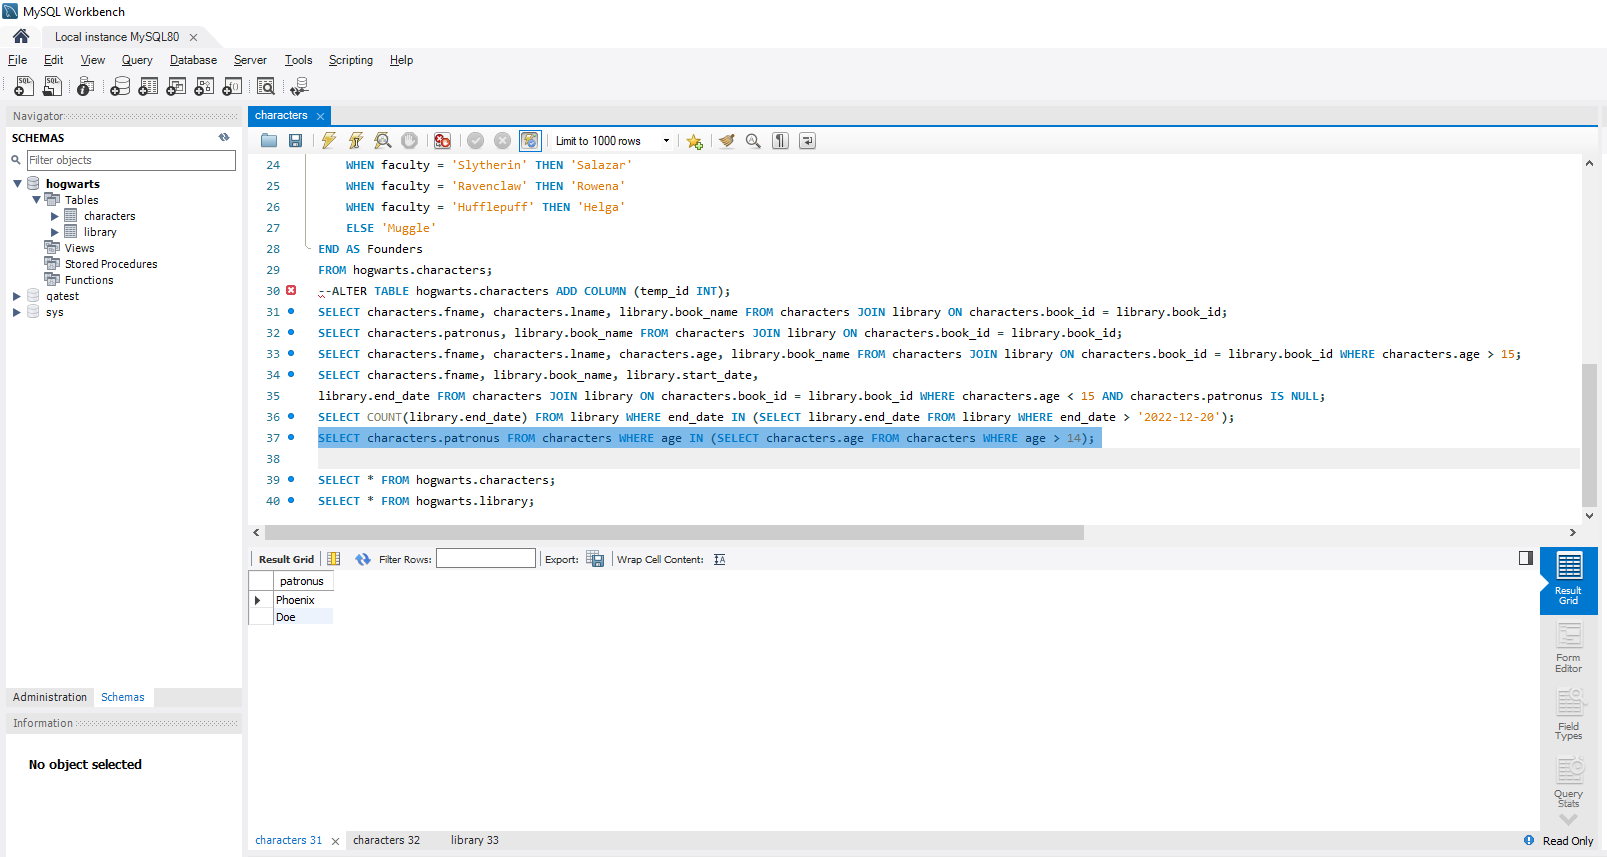 MySQL Workbench
Local instance MySQL80
File Edit View Query Database Server Tools Scripting Help
Navigator
SCHEMAS
Filter objects
hogwarts
Tables
characters
library
Views
Stored Procedures
Functions
qatest
sys
Administration Schemas
Information
No object selected
characters
Limit to 1000 rows
24 WHEN faculty = 'Slytherin' THEN 'Salazar'
25 WHEN faculty = 'Ravenclaw' THEN 'Rowena'
26 WHEN faculty = 'Hufflepuff' THEN 'Helga'
27 ELSE 'Muggle'
28 END AS Founders
29 FROM hogwarts.characters;
30 --ALTER TABLE hogwarts.characters ADD COLUMN (temp_id INT);
31 SELECT characters.fname, characters.lname, library.book_name FROM characters JOIN library ON characters.book_id = library.book_id;
32 SELECT characters.patronus, library.book_name FROM characters JOIN library ON characters.book_id = library.book_id;
33 SELECT characters.fname, characters.lname, characters.age, library.book_name FROM characters JOIN library ON characters.book_id = library.book_id WHERE characters.age > 15;
34 SELECT characters.fname, library.book_name, library.start_date,
35 library.end_date FROM characters JOIN library ON characters.book_id = library.book_id WHERE characters.age < 15 AND characters.patronus IS NULL;
36 SELECT COUNT(library.end_date) FROM library WHERE end_date IN (SELECT library.end_date FROM library WHERE end_date > '2022-12-20');
37 SELECT characters.patronus FROM characters WHERE age IN (SELECT characters.age FROM characters WHERE age > 14);
38
39 SELECT * FROM hogwarts.characters;
40 SELECT * FROM hogwarts.library;
Result Grid Filter Rows: Export: Wrap Cell Content:
patronus
Phoenix
Doe
Result
Grid
Form
Editor
Field
Types
Query
Stats
characters 31 characters 32 library 33
Read Only